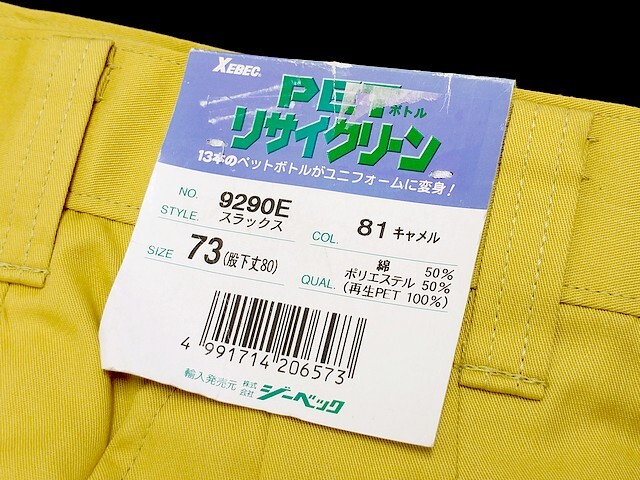 XEBEC
PETボトル
リサイクリーン
13本のペットボトルがユニフォームに変身!
NO. 9290E
STYLE. スラックス
COL. 81 キャメル
SIZE 73 (股下丈80)
QUAL. 綿 50%
ポリエステル 50%
(再生PET 100%)
4 991714 206573
輸入発売元 株式会社 ジーベック